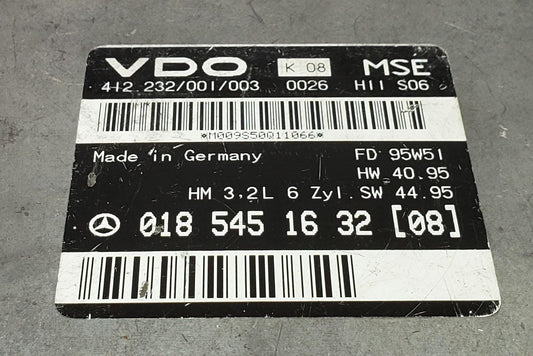 VDO K 08 MSE
412 232/001/003 0026 H11 S06
*M009S50Q11066*
Made in Germany FD 95W51
HW 40.95
HM 3,2L 6 Zyl. SW 44.95
018 545 16 32 [08]